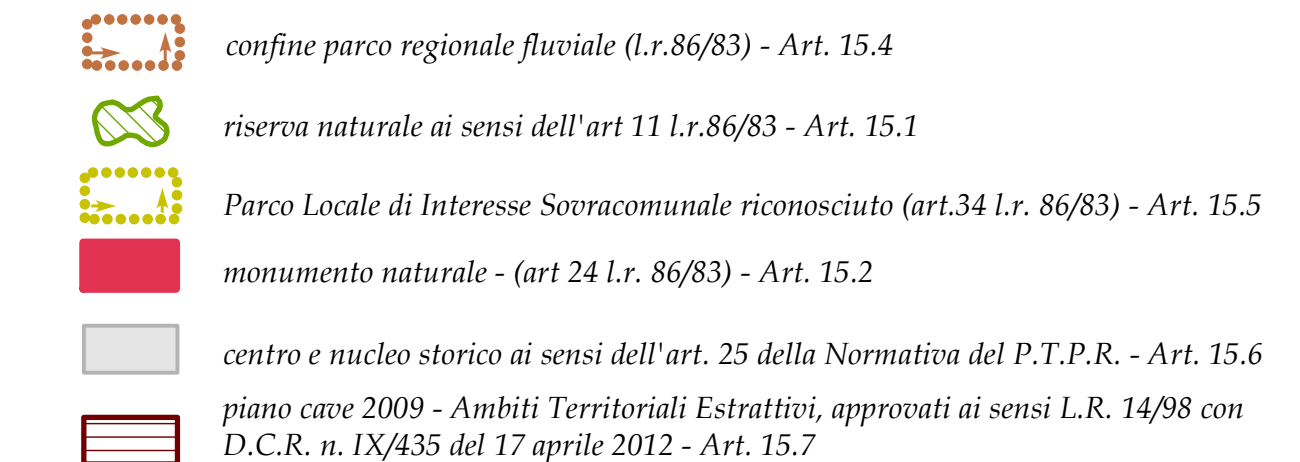 confine parco regionale fluviale (l.r.86/83) - Art. 15.4
riserva naturale ai sensi dell'art 11 l.r.86/83 - Art. 15.1
Parco Locale di Interesse Sovracomunale riconosciuto (art.34 l.r. 86/83) - Art. 15.5
monumento naturale - (art 24 l.r. 86/83) - Art. 15.2
centro e nucleo storico ai sensi dell'art. 25 della Normativa del P.T.P.R. - Art. 15.6
piano cave 2009 - Ambiti Territoriali Estrattivi, approvati ai sensi L.R. 14/98 con
D.C.R. n. IX/435 del 17 aprile 2012 - Art. 15.7